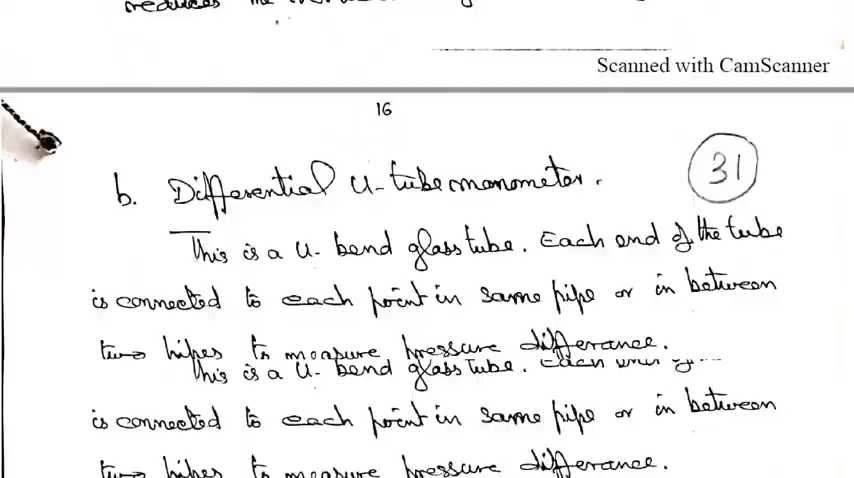 reduces the
Scanned with CamScanner
16
b. Differential U-tube manometer.
31
This is a U-bend glass tube. Each end of the tube
is connected to each point in same pipe or in between
two pipes to measure pressure difference.
This is a U-bend glass tube. Each
is connected to each point in same pipe or in between
two pipes to measure pressure difference.